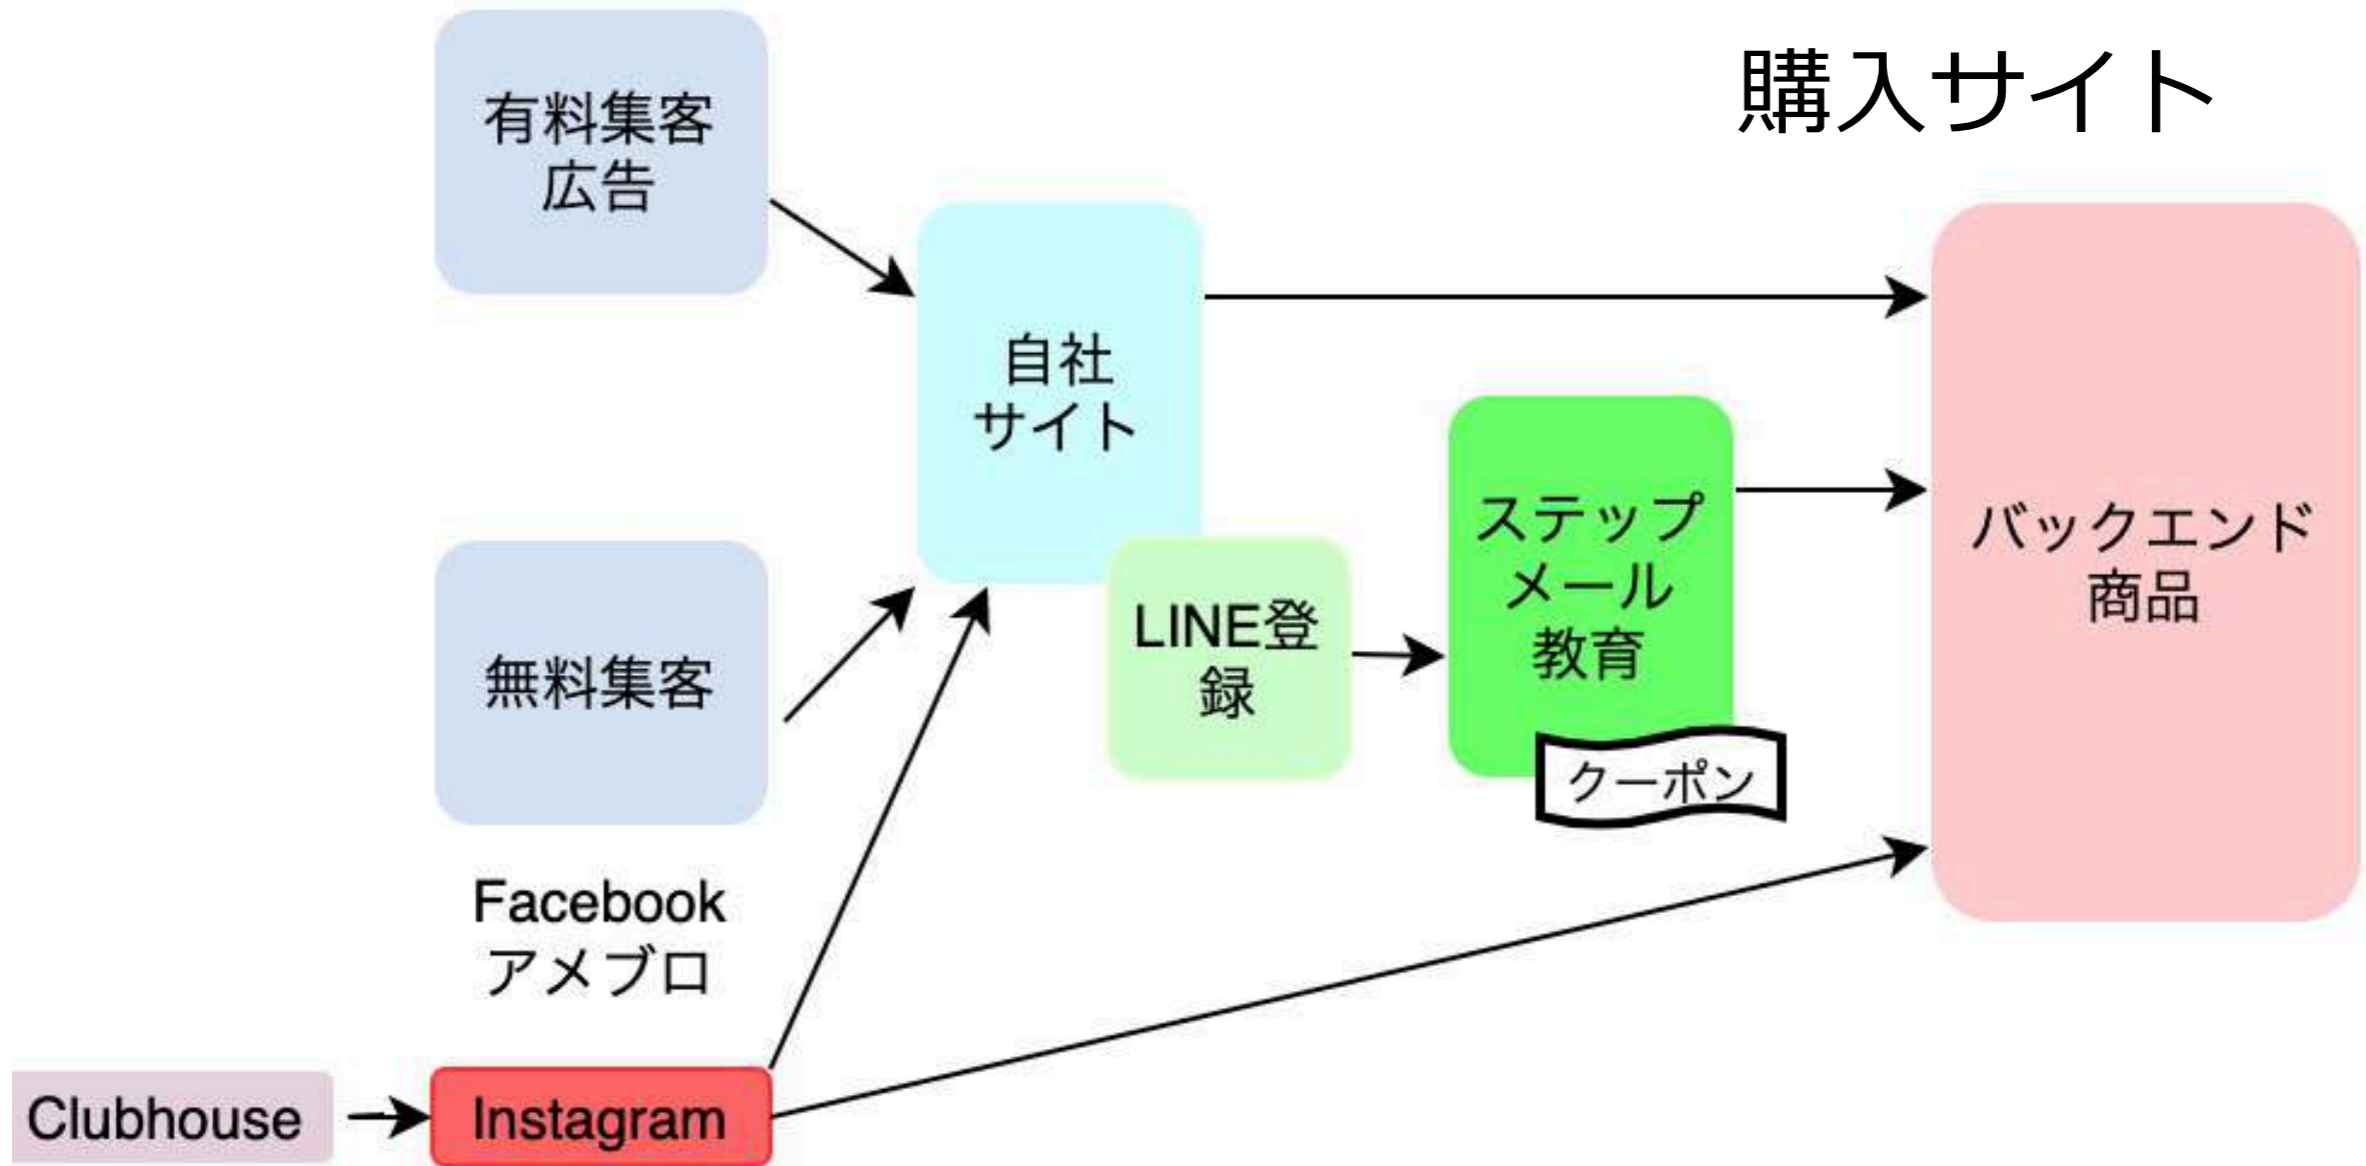 購入サイト
有料集客
広告
自社
サイト
ステップ
メール
教育
バックエンド
商品
無料集客
LINE登
録
クーポン
Facebook
アメブロ
Clubhouse
Instagram